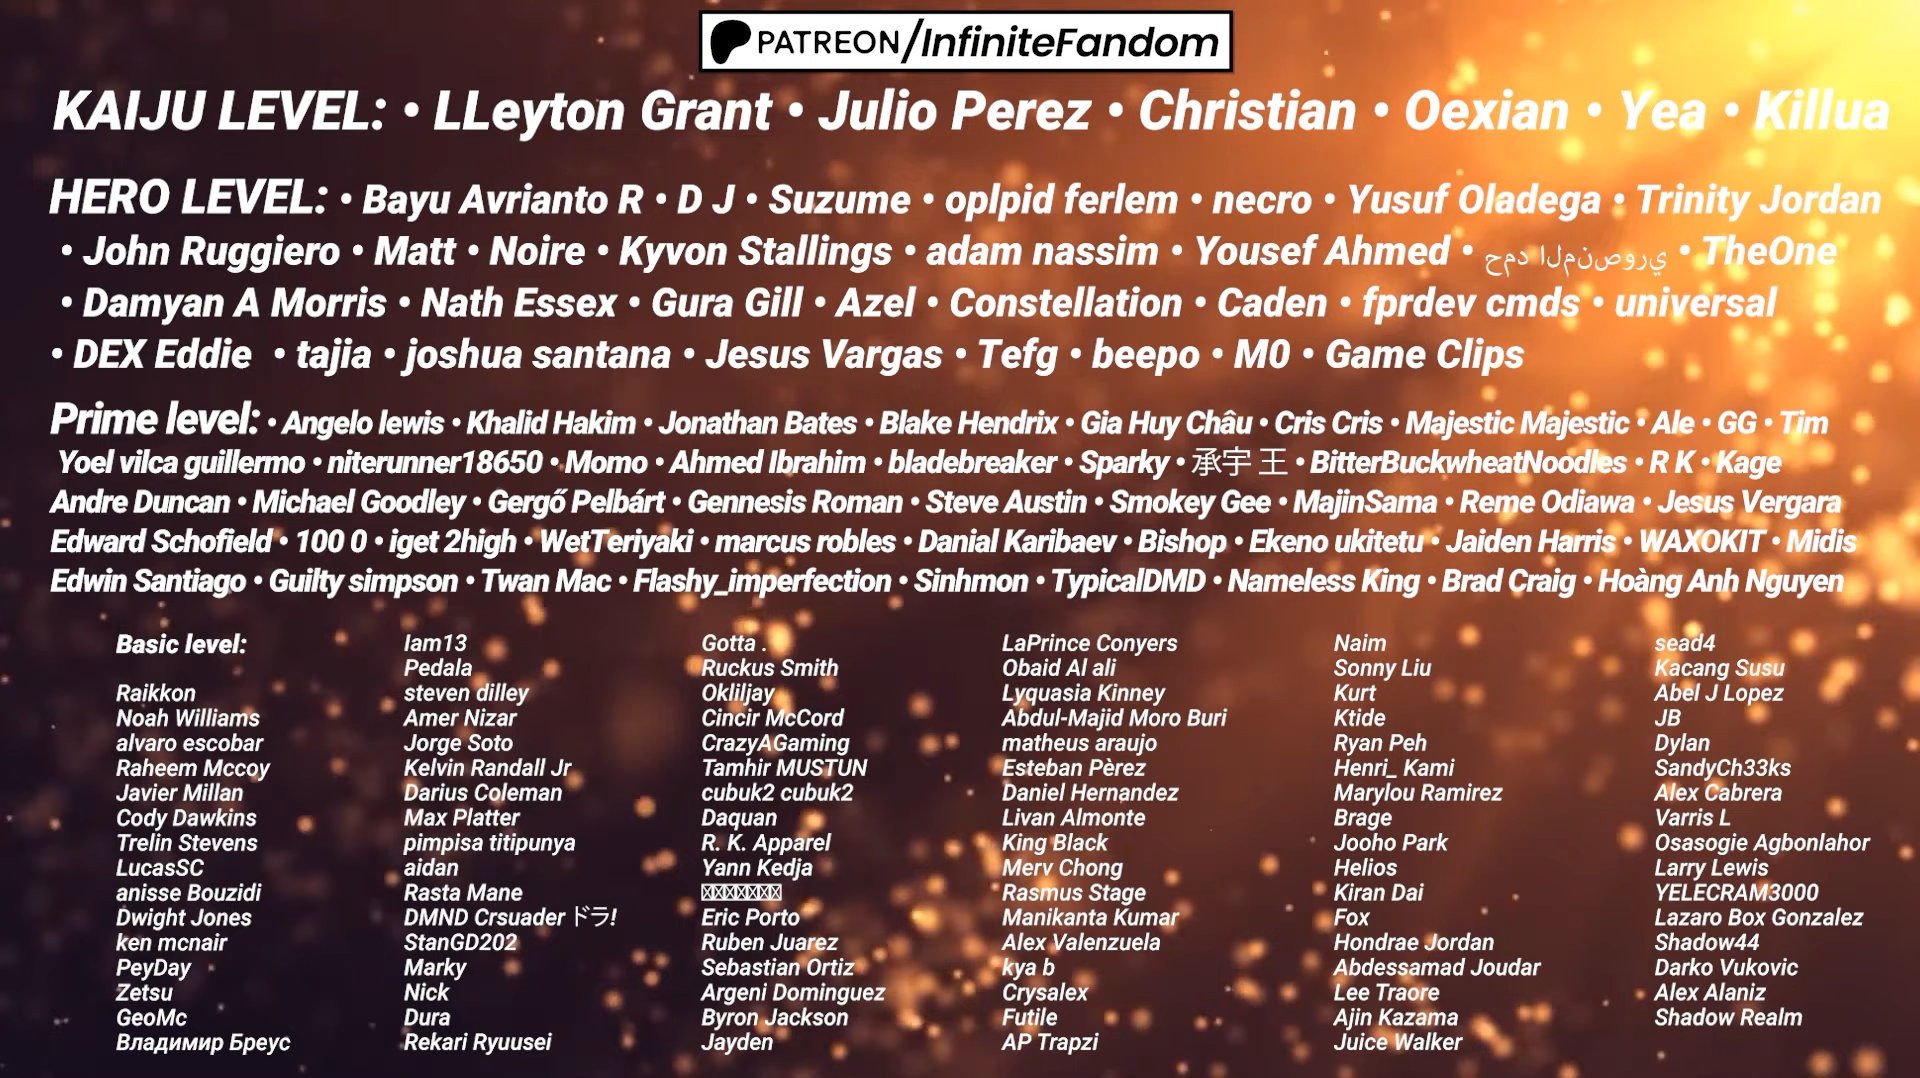 PATREON/InfiniteFandom
KAIJU LEVEL: • LLeyton Grant • Julio Perez • Christian • Oexian • Yea • Killua
HERO LEVEL: • Bayu Avrianto R • D J • Suzume • oplpid ferlem • necro • Yusuf Oladega • Trinity Jordan
• John Ruggiero • Matt • Noire • Kyvon Stallings • adam nassim • Yousef Ahmed • حمد المنصوري • TheOne
• Damyan A Morris • Nath Essex • Gura Gill • Azel • Constellation • Caden • fprdev cmds • universal
• DEX Eddie • tajia • joshua santana • Jesus Vargas • Tefg • beepo • M0 • Game Clips
Prime level: • Angelo lewis • Khalid Hakim • Jonathan Bates • Blake Hendrix • Gia Huy Châu • Cris Cris • Majestic Majestic • Ale • GG • Tim
Yoel vilca guillermo • niterunner18650 • Momo • Ahmed Ibrahim • bladebreaker • Sparky • 承宇 王 • BitterBuckwheatNoodles • R K • Kage
Andre Duncan • Michael Goodley • Gergő Pelbárt • Gennesis Roman • Steve Austin • Smokey Gee • MajinSama • Reme Odiawa • Jesus Vergara
Edward Schofield • 100 0 • iget 2high • WetTeriyaki • marcus robles • Danial Karibaev • Bishop • Ekeno ukitetu • Jaiden Harris • WAXOKIT • Midis
Edwin Santiago • Guilty simpson • Twan Mac • Flashy_imperfection • Sinhmon • TypicalDMD • Nameless King • Brad Craig • Hoàng Anh Nguyen
Basic level:
Raikkon
Noah Williams
alvaro escobar
Raheem Mccoy
Javier Millan
Cody Dawkins
Trelin Stevens
LucasSC
anisse Bouzidi
Dwight Jones
ken mcnair
PeyDay
Zetsu
GeoMc
Владимир Бреус
Iam13
Pedala
steven dilley
Amer Nizar
Jorge Soto
Kelvin Randall Jr
Darius Coleman
Max Platter
pimpisa titipunya
aidan
Rasta Mane
DMND Crsuader ドラ!
StanGD202
Marky
Nick
Dura
Rekari Ryuusei
Gotta .
Ruckus Smith
Okliljay
Cincir McCord
CrazyAGaming
Tamhir MUSTUN
cubuk2 cubuk2
Daquan
R. K. Apparel
Yann Kedja
Eric Porto
Ruben Juarez
Sebastian Ortiz
Argeni Dominguez
Byron Jackson
Jayden
LaPrince Conyers
Obaid Al ali
Lyquasia Kinney
Abdul-Majid Moro Buri
matheus araujo
Esteban Pèrez
Daniel Hernandez
Livan Almonte
King Black
Merv Chong
Rasmus Stage
Manikanta Kumar
Alex Valenzuela
kya b
Crysalex
Futile
AP Trapzi
Naim
Sonny Liu
Kurt
Ktide
Ryan Peh
Henri_ Kami
Marylou Ramirez
Brage
Jooho Park
Helios
Kiran Dai
Fox
Hondrae Jordan
Abdessamad Joudar
Lee Traore
Ajin Kazama
Juice Walker
sead4
Kacang Susu
Abel J Lopez
JB
Dylan
SandyCh33ks
Alex Cabrera
Varris L
Osasogie Agbonlahor
Larry Lewis
YELECRAM3000
Lazaro Box Gonzalez
Shadow44
Darko Vukovic
Alex Alaniz
Shadow Realm